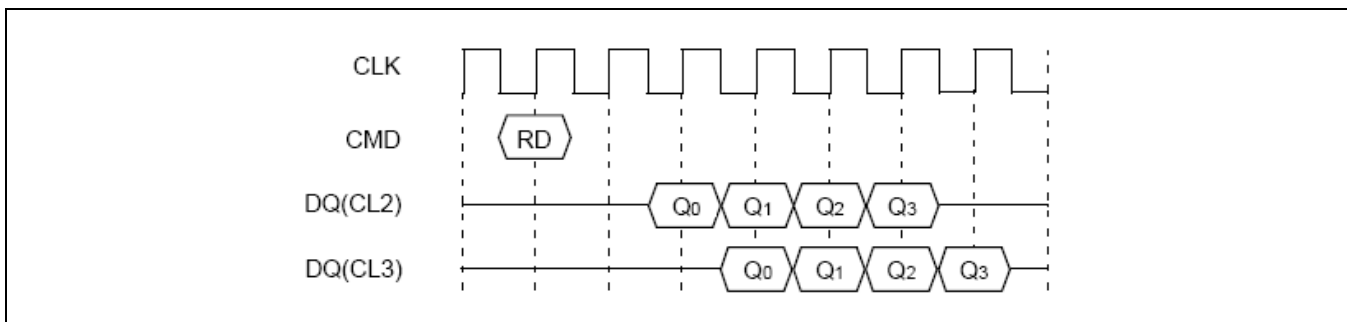 CLK
CMD RD
DQ(CL2) Q0 Q1 Q2 Q3
DQ(CL3) Q0 Q1 Q2 Q3